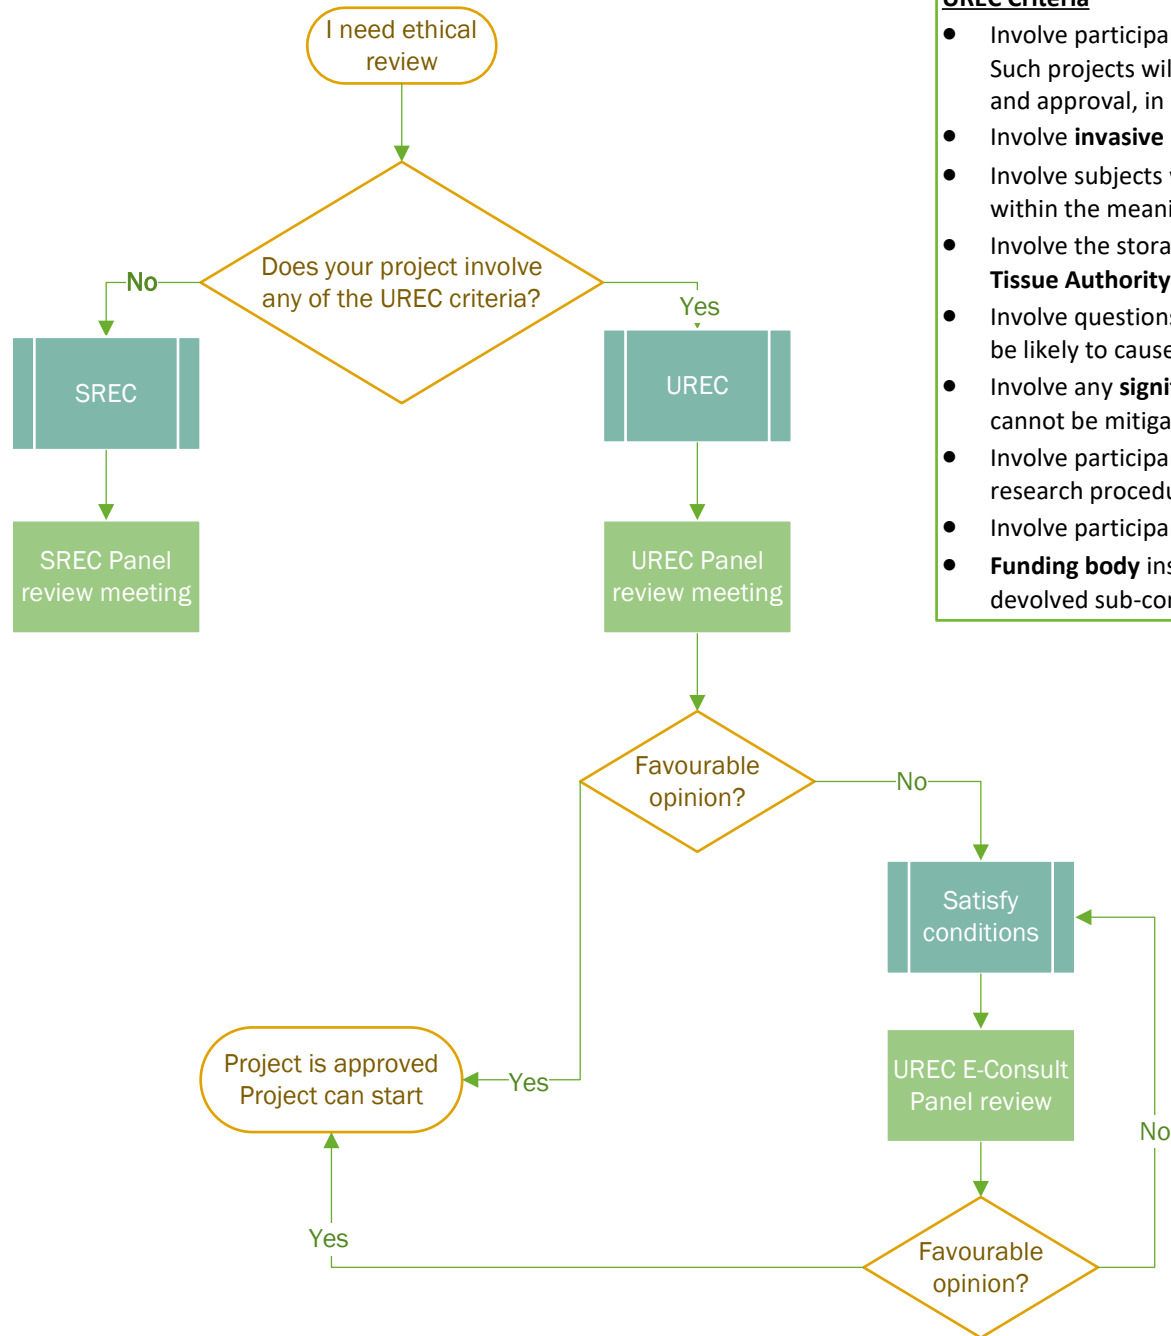 I need ethical
review
Does your project involve
any of the UREC criteria?
No
Yes
SREC
UREC
SREC Panel
review meeting
UREC Panel
review meeting
Favourable
opinion?
No
Satisfy
conditions
UREC E-Consult
Panel review
Project is approved
Project can start
Yes
No
Yes
Favourable
opinion?
UREC Criteria
• Involve participa
Such projects wil
and approval, in
• Involve invasive
• Involve subjects
within the meani
• Involve the stora
Tissue Authority
• Involve questions
be likely to cause
• Involve any signi
cannot be mitiga
• Involve participa
research procedu
• Involve participa
• Funding body ins
devolved sub-co